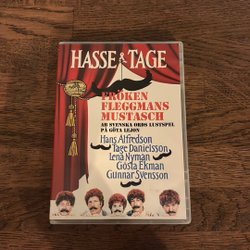 HASSE & TAGE
FRÖKEN
FLEGGMANS
MUSTASCH
AB SVENSKA ORDS LUSTSPEL
PÅ GÖTA LEJON
Hans Alfredson
Tage Danielsson
Lena Nyman
Gösta Ekman
Gunnar Svensson